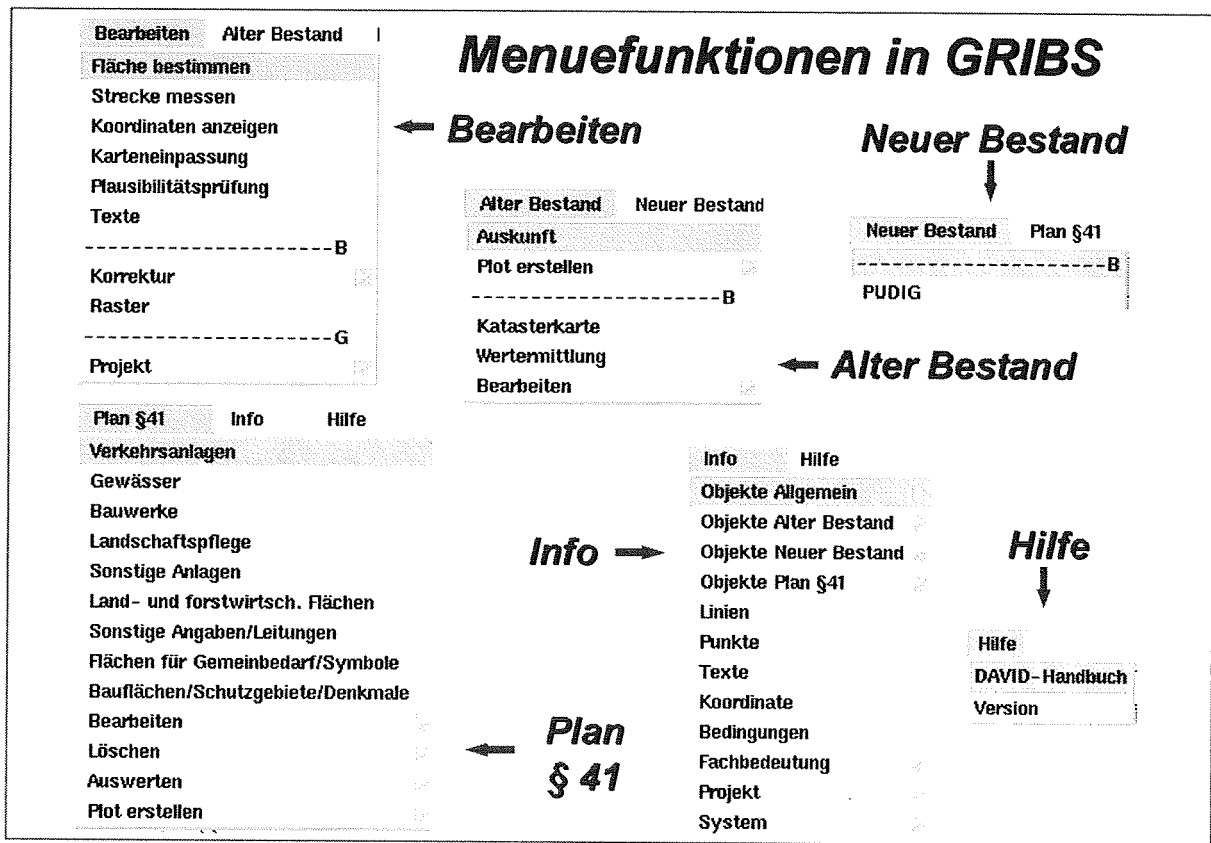 Menuefunktionen in GRIBS
Bearbeiten Alter Bestand
Fläche bestimmen
Strecke messen
Koordinaten anzeigen
Karteneinpassung
Plausibilitätsprüfung
Texte
----------------------B
Korrektur
Raster
----------------------G
Projekt
Bearbeiten
Neuer Bestand
Alter Bestand Neuer Bestand
Auskunft
Plot erstellen
----------------------B
Katasterkarte
Wertermittlung
Bearbeiten
Neuer Bestand Plan §41
----------------------B
PUDIG
Alter Bestand
Plan §41 Info Hilfe
Verkehrsanlagen
Gewässer
Bauwerke
Landschaftspflege
Sonstige Anlagen
Land- und forstwirtsch. Flächen
Sonstige Angaben/Leitungen
Flächen für Gemeinbedarf/Symbole
Bauflächen/Schutzgebiete/Denkmale
Bearbeiten
Löschen
Auswerten
Plot erstellen
Plan
§ 41
Info
Info Hilfe
Objekte Allgemein
Objekte Alter Bestand
Objekte Neuer Bestand
Objekte Plan §41
Linien
Punkte
Texte
Koordinate
Bedingungen
Fachbedeutung
Projekt
System
Hilfe
Hilfe
DAVID-Handbuch
Version